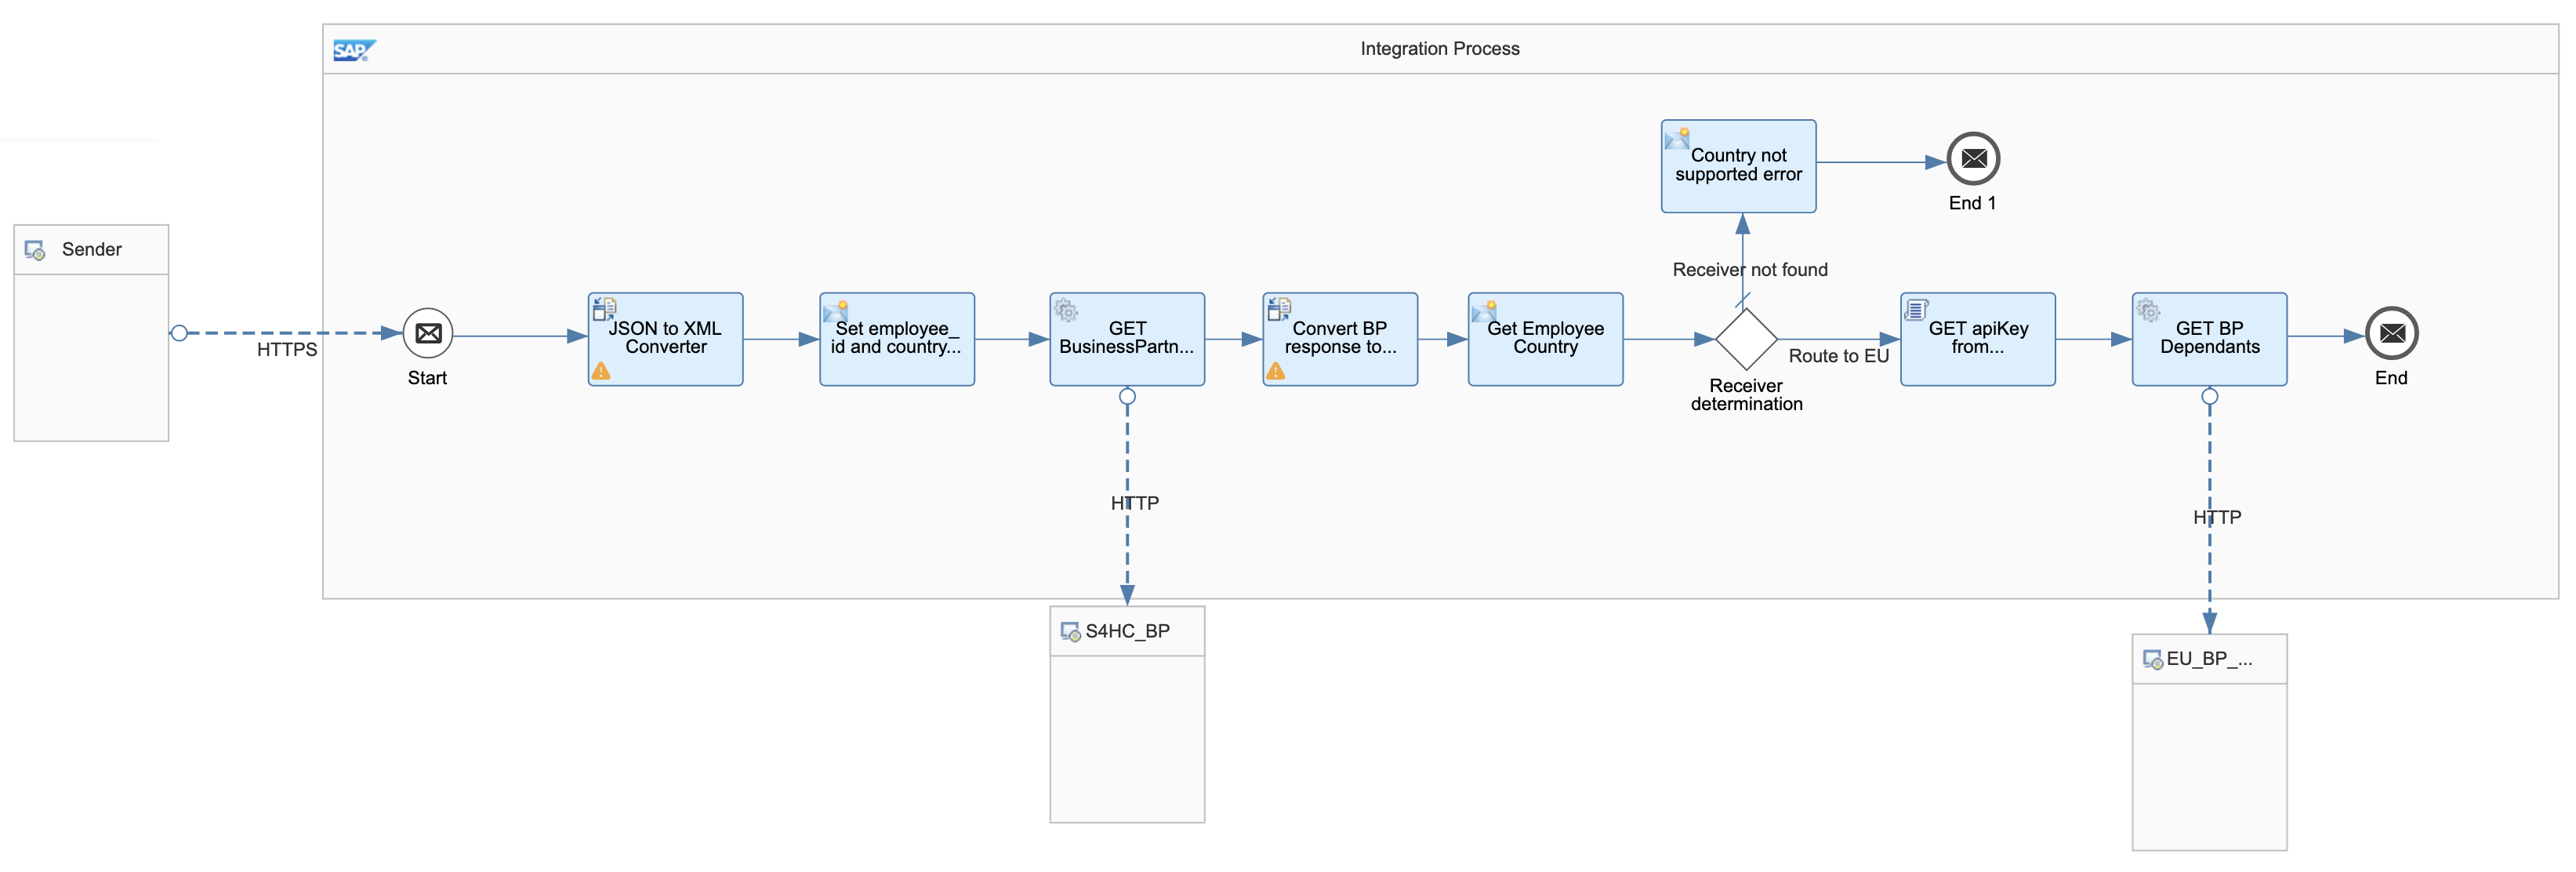 SAP
Integration Process
Country not
supported error
End 1
Sender
Receiver not found
HTTPS
Start
JSON to XML
Converter
Set employee_
id and country...
GET
BusinessPartn...
Convert BP
response to...
Get Employee
Country
Receiver
determination
Route to EU
GET apiKey
from...
GET BP
Dependants
End
HTTP
HTTP
S4HC_BP
EU_BP_...